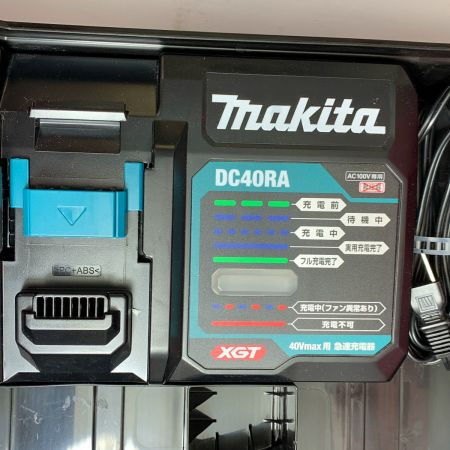 makita
DC40RA
AC100V専用
充電前
待機中
充電中
実用充電完了
フル充電完了
充電中(ファン異常あり)
充電不可
XGT
40Vmax用 急速充電器
>PC+ABS<